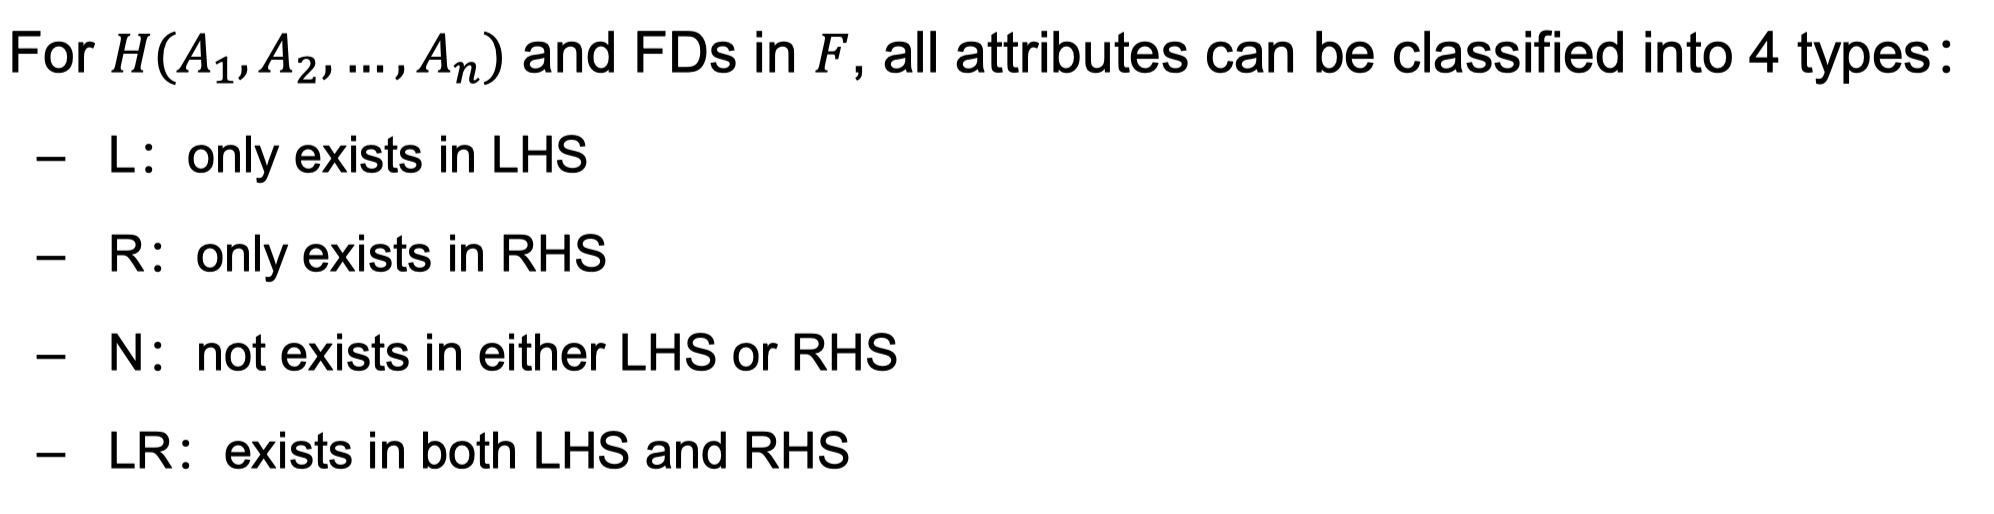 For H(A₁, A₂, ..., Aₙ) and FDs in F, all attributes can be classified into 4 types:
– L: only exists in LHS
– R: only exists in RHS
– N: not exists in either LHS or RHS
– LR: exists in both LHS and RHS